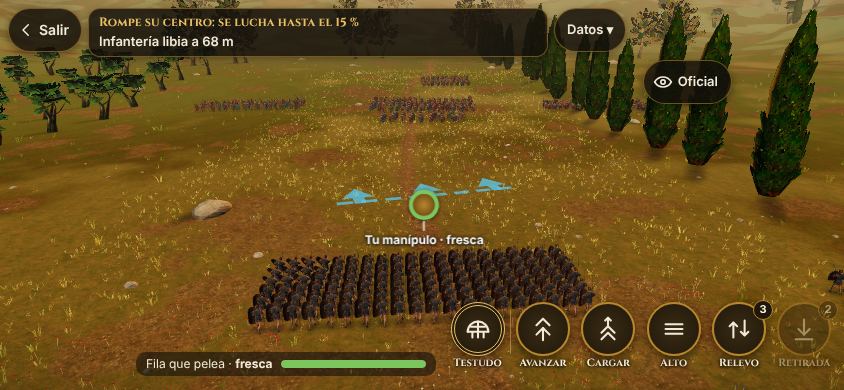 Salir
ROMPE SU CENTRO: SE LUCHA HASTA EL 15 %
Infantería libia a 68 m
Datos ▾
Oficial
Tu manípulo · fresca
Fila que pelea · fresca
TESTUDO
AVANZAR
CARGAR
ALTO
3
RELEVO
2
RETIRADA